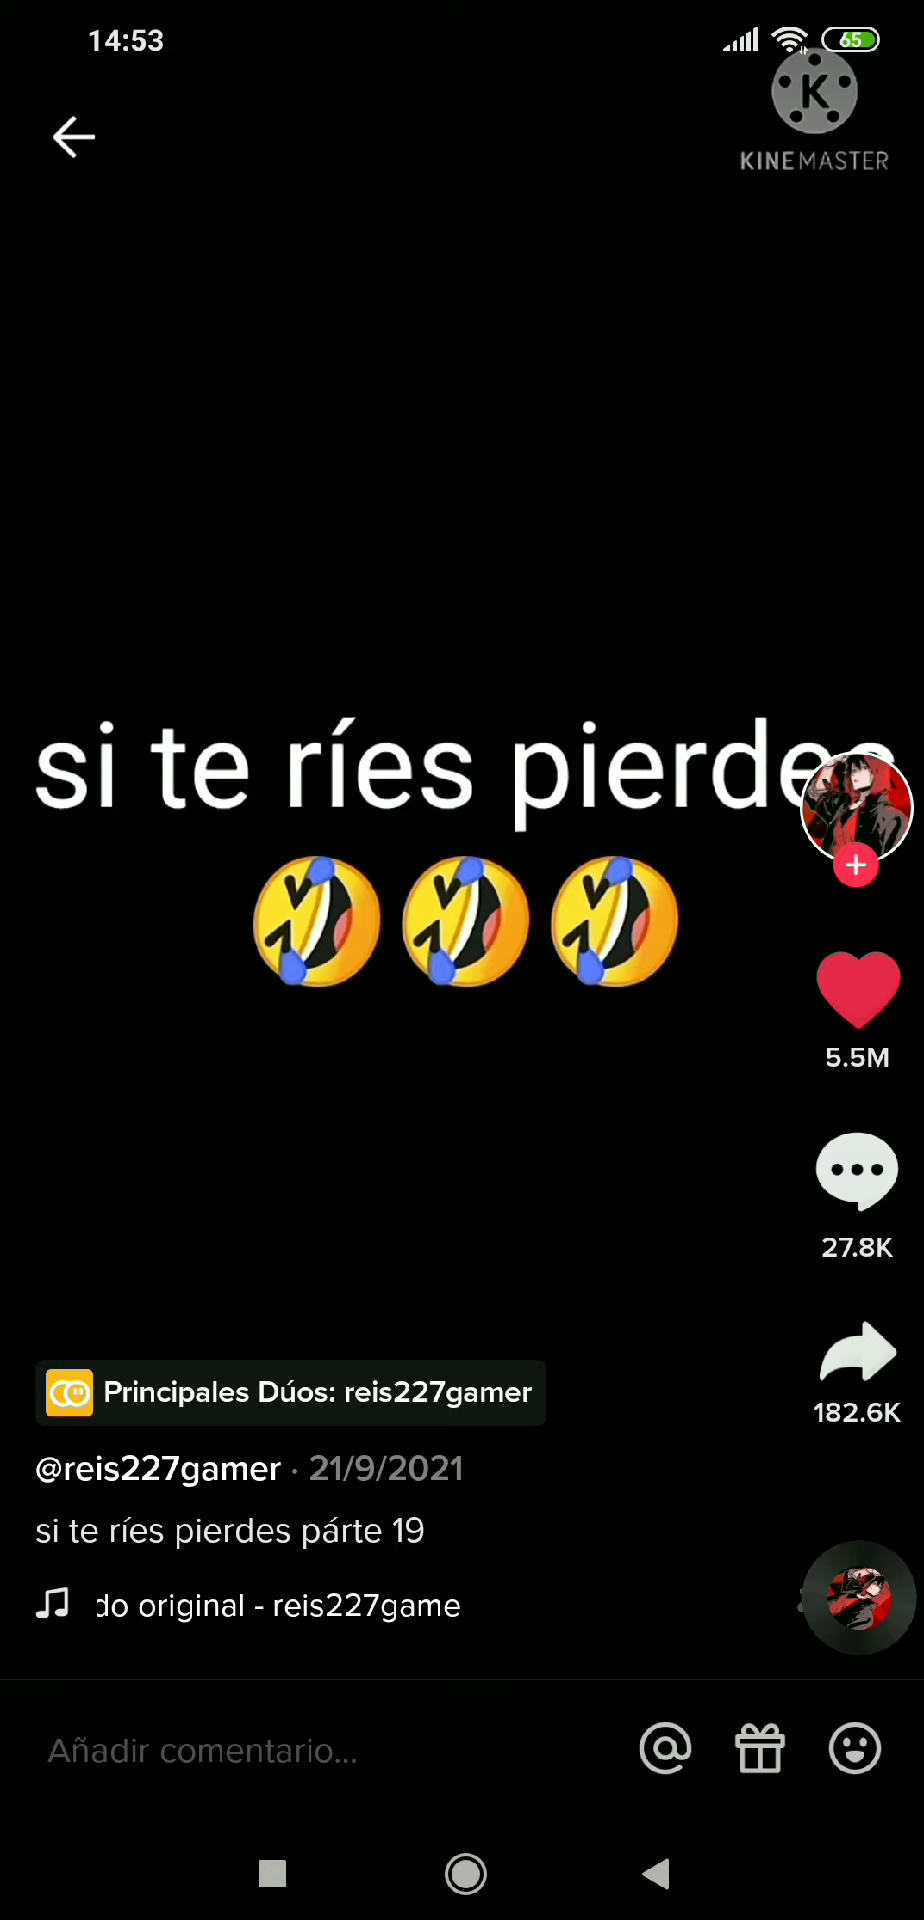 14:53
65
K
KINEMASTER
si te ríes pierdes
5.5M
27.8K
Principales Dúos: reis227gamer
182.6K
@reis227gamer · 21/9/2021
si te ríes pierdes párte 19
do original - reis227game
Añadir comentario...